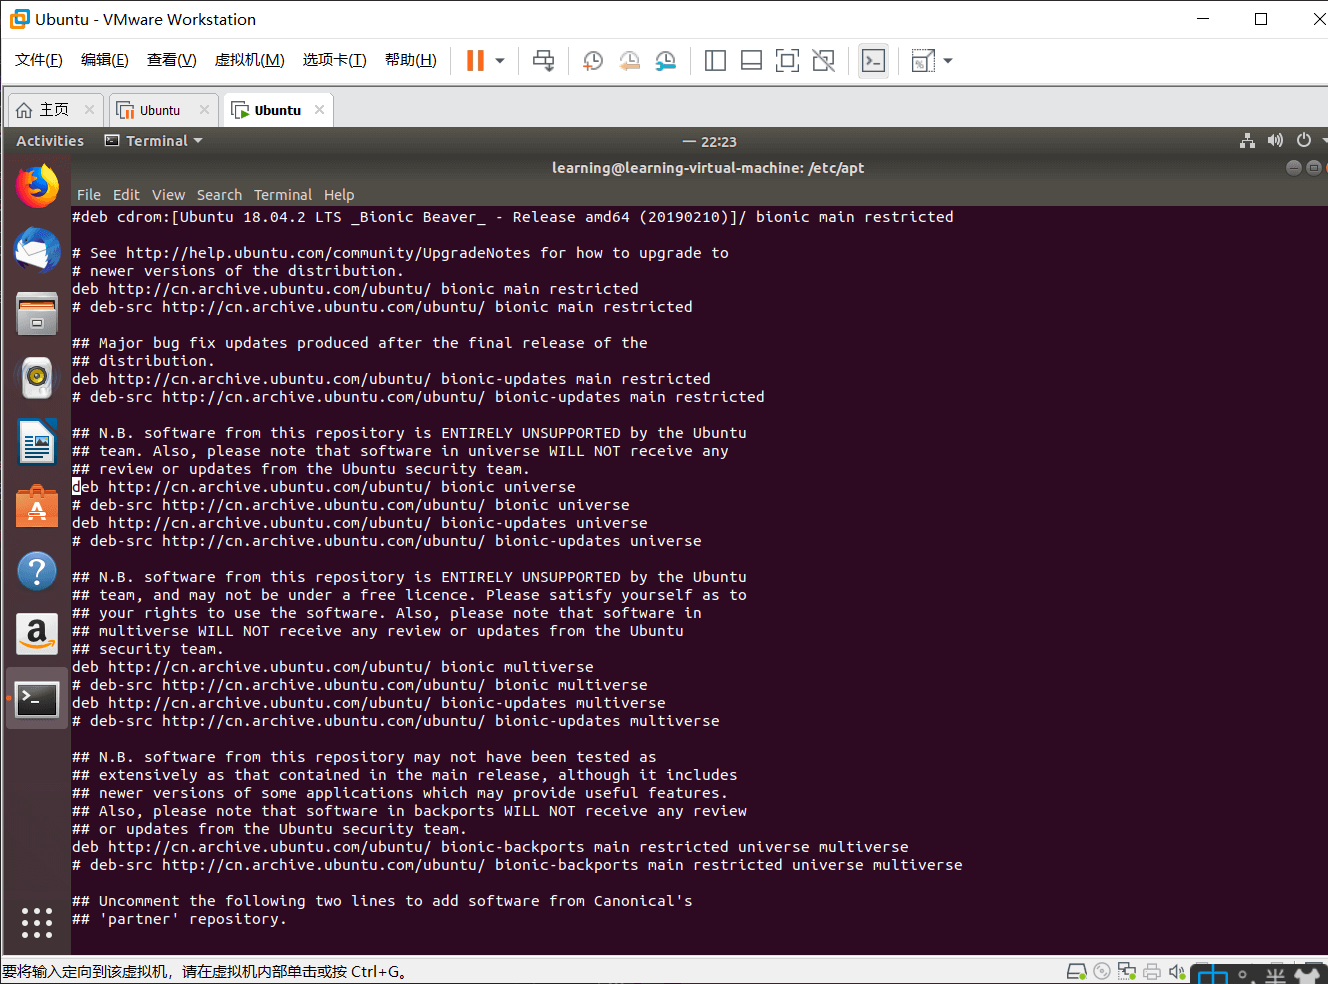 Ubuntu - VMware Workstation
文件(F) 编辑(E) 查看(V) 虚拟机(M) 选项卡(T) 帮助(H)
主页 Ubuntu Ubuntu
Activities Terminal — 22:23
learning@learning-virtual-machine: /etc/apt
File Edit View Search Terminal Help
#deb cdrom:[Ubuntu 18.04.2 LTS _Bionic Beaver_ - Release amd64 (20190210)]/ bionic main restricted
# See http://help.ubuntu.com/community/UpgradeNotes for how to upgrade to
# newer versions of the distribution.
deb http://cn.archive.ubuntu.com/ubuntu/ bionic main restricted
# deb-src http://cn.archive.ubuntu.com/ubuntu/ bionic main restricted
## Major bug fix updates produced after the final release of the
## distribution.
deb http://cn.archive.ubuntu.com/ubuntu/ bionic-updates main restricted
# deb-src http://cn.archive.ubuntu.com/ubuntu/ bionic-updates main restricted
## N.B. software from this repository is ENTIRELY UNSUPPORTED by the Ubuntu
## team. Also, please note that software in universe WILL NOT receive any
## review or updates from the Ubuntu security team.
deb http://cn.archive.ubuntu.com/ubuntu/ bionic universe
# deb-src http://cn.archive.ubuntu.com/ubuntu/ bionic universe
deb http://cn.archive.ubuntu.com/ubuntu/ bionic-updates universe
# deb-src http://cn.archive.ubuntu.com/ubuntu/ bionic-updates universe
## N.B. software from this repository is ENTIRELY UNSUPPORTED by the Ubuntu
## team, and may not be under a free licence. Please satisfy yourself as to
## your rights to use the software. Also, please note that software in
## multiverse WILL NOT receive any review or updates from the Ubuntu
## security team.
deb http://cn.archive.ubuntu.com/ubuntu/ bionic multiverse
# deb-src http://cn.archive.ubuntu.com/ubuntu/ bionic multiverse
deb http://cn.archive.ubuntu.com/ubuntu/ bionic-updates multiverse
# deb-src http://cn.archive.ubuntu.com/ubuntu/ bionic-updates multiverse
## N.B. software from this repository may not have been tested as
## extensively as that contained in the main release, although it includes
## newer versions of some applications which may provide useful features.
## Also, please note that software in backports WILL NOT receive any review
## or updates from the Ubuntu security team.
deb http://cn.archive.ubuntu.com/ubuntu/ bionic-backports main restricted universe multiverse
# deb-src http://cn.archive.ubuntu.com/ubuntu/ bionic-backports main restricted universe multiverse
## Uncomment the following two lines to add software from Canonical's
## 'partner' repository.
要将输入定向到该虚拟机，请在虚拟机内部单击或按 Ctrl+G。
中 半